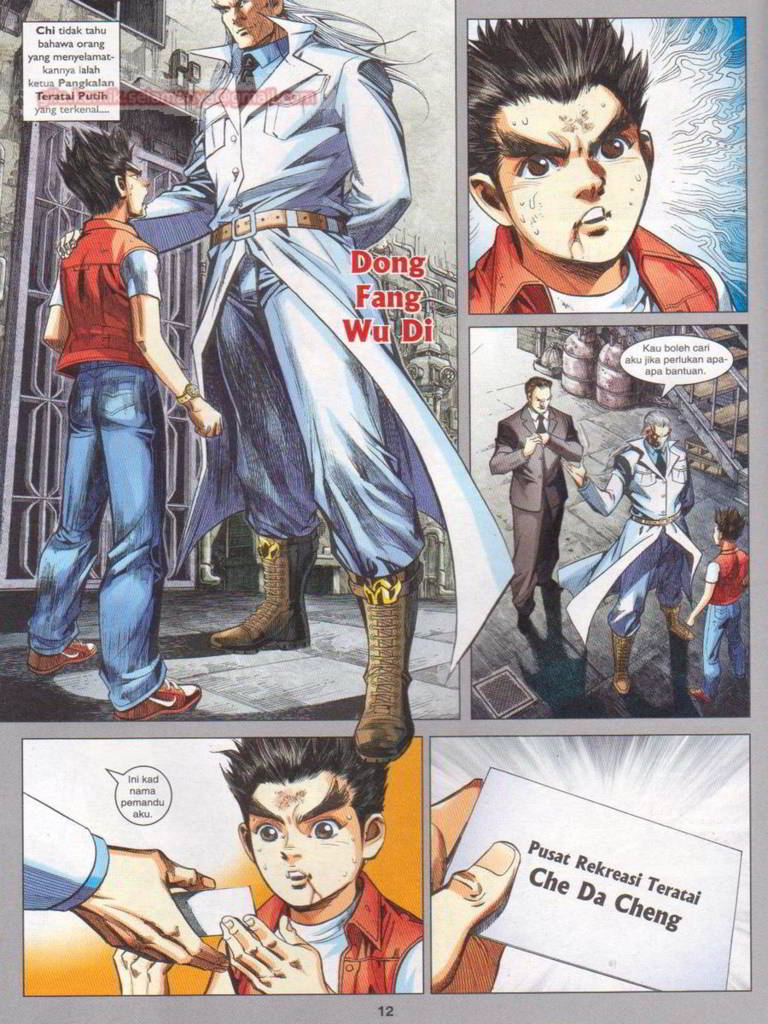 Chi tidak tahu
bahawa orang
yang menyelamat-
kannya ialah
ketua Pangkalan
Teratai Putih
yang terkenal....
Dong
Fang
Wu Di
Kau boleh cari
aku jika perlukan apa-
apa bantuan.
Ini kad
nama
pemandu
aku.
Pusat Rekreasi Teratai
Che Da Cheng
12